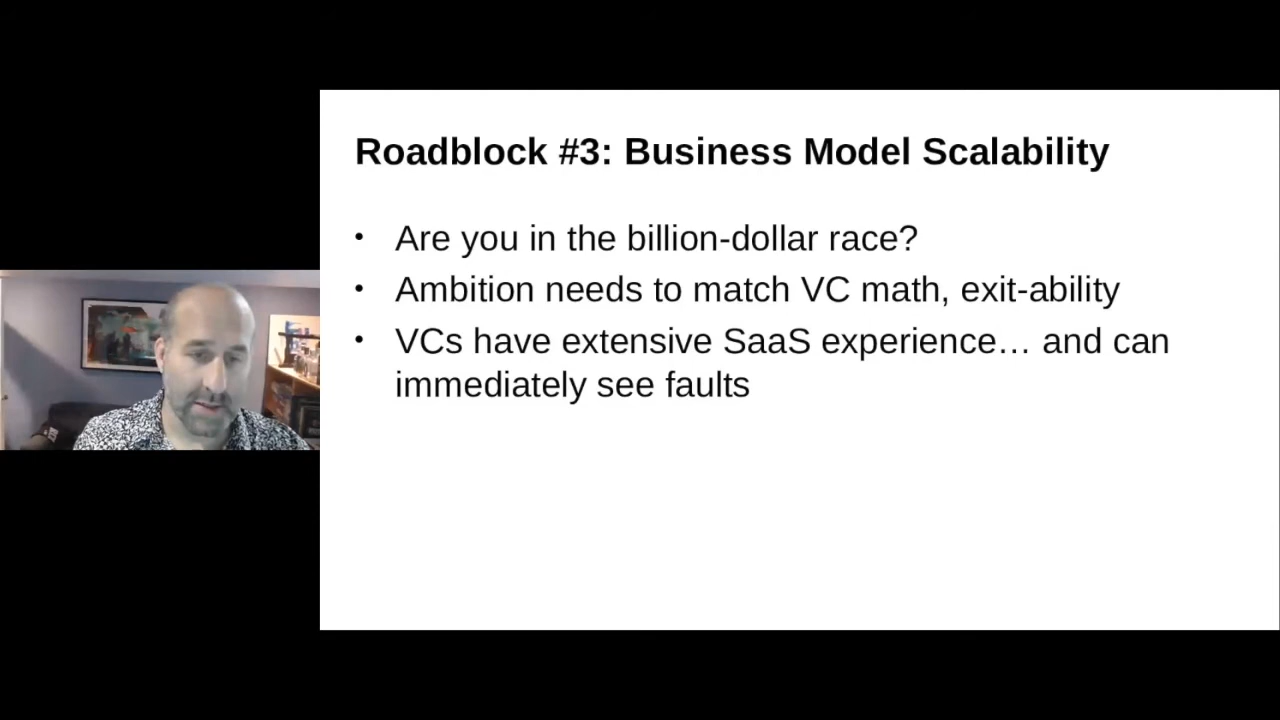 Roadblock #3: Business Model Scalability
• Are you in the billion-dollar race?
• Ambition needs to match VC math, exit-ability
• VCs have extensive SaaS experience… and can
immediately see faults